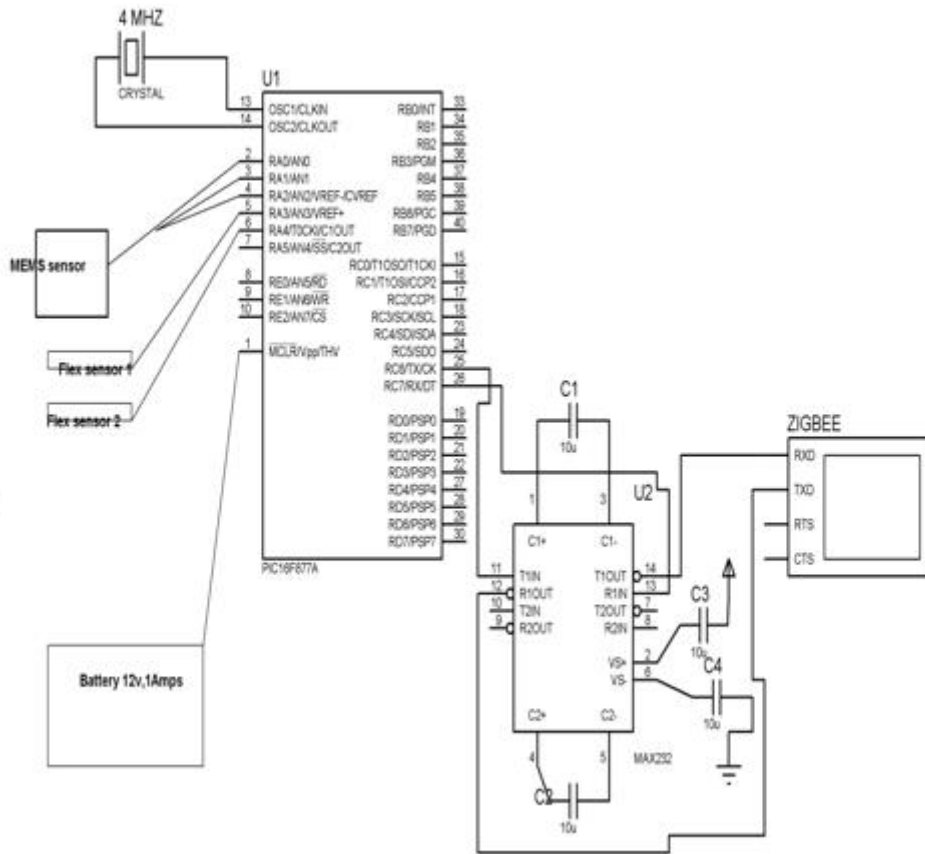 4 MHZ
CRYSTAL
U1
13 OSC1/CLKIN
14 OSC2/CLKOUT
2 RA0/AN0
3 RA1/AN1
4 RA2/AN2/VREF-/CVREF
5 RA3/AN3/VREF+
6 RA4/T0CKI/C1OUT
7 RA5/AN4/SS/C2OUT
8 RE0/AN5/RD
9 RE1/AN6/WR
10 RE2/AN7/CS
1 MCLR/Vpp/THV
RB0/INT 33
RB1 34
RB2 35
RB3/PGM 36
RB4 37
RB5 38
RB6/PGC 39
RB7/PGD 40
RC0/T1OSO/T1CKI 15
RC1/T1OSI/CCP2 16
RC2/CCP1 17
RC3/SCK/SCL 18
RC4/SDI/SDA 23
RC5/SDO 24
RC6/TX/CK 25
RC7/RX/DT 26
RD0/PSP0 19
RD1/PSP1 20
RD2/PSP2 21
RD3/PSP3 22
RD4/PSP4 27
RD5/PSP5 28
RD6/PSP6 29
RD7/PSP7 30
PIC16F877A
MEMS sensor
Flex sensor 1
Flex sensor 2
Battery 12v,1Amps
C1
10u
U2
1 3
C1+ C1-
11 T1IN
12 R1OUT
10 T2IN
9 R2OUT
T1OUT 14
R1IN 13
T2OUT 7
R2IN 8
VS+ 2
VS- 6
C2+ C2-
4 5
MAX232
C2
10u
C3
10u
C4
10u
ZIGBEE
RXD
TXD
RTS
CTS